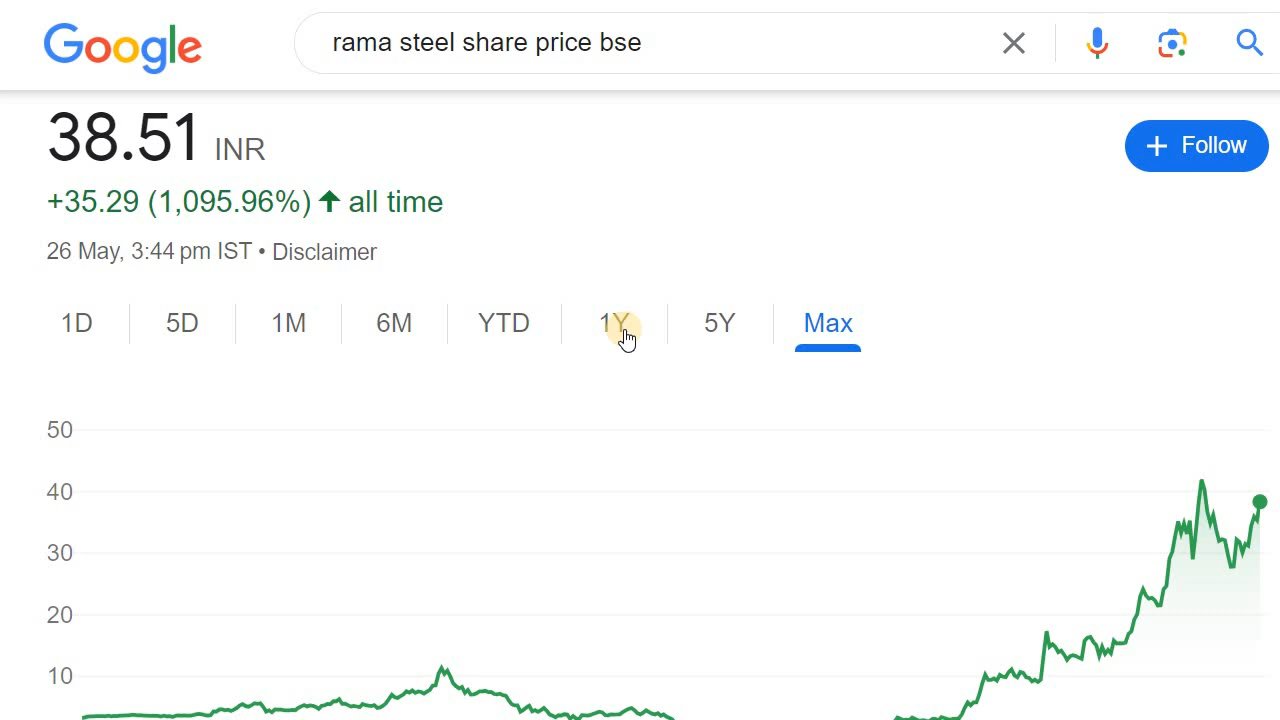 Google
rama steel share price bse
38.51 INR
+ Follow
+35.29 (1,095.96%) ↑ all time
26 May, 3:44 pm IST • Disclaimer
1D 5D 1M 6M YTD 1Y 5Y Max
50
40
30
20
10